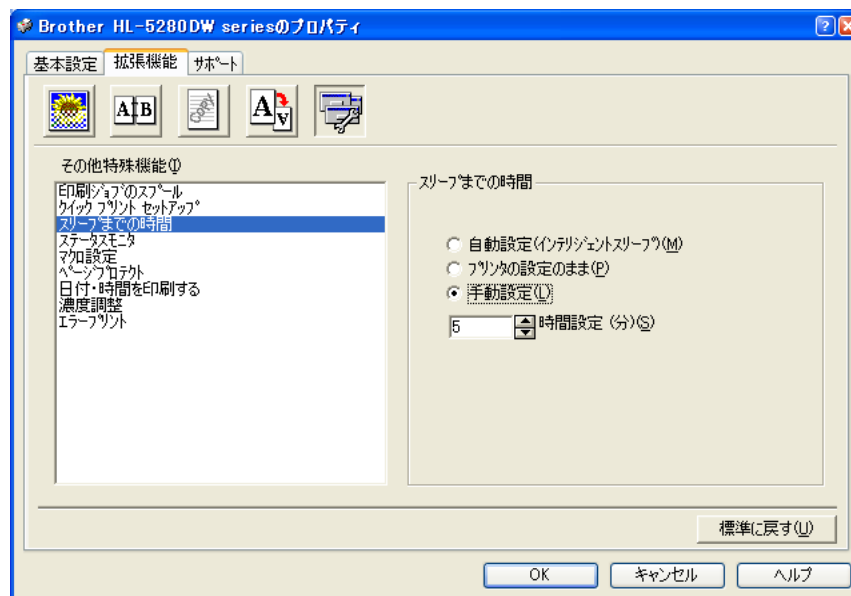 Brother HL-5280DW seriesのプロパティ
基本設定 拡張機能 サポート
A B
COPY
A A
その他特殊機能(I)
印刷ジョブのスプール
クイック プリント セットアップ
スリープまでの時間
ステータスモニタ
マクロ設定
ページプロテクト
日付・時間を印刷する
濃度調整
エラープリント
スリープまでの時間
自動設定(インテリジェントスリープ)(M)
プリンタの設定のまま(P)
手動設定(L)
5 時間設定 (分)(S)
標準に戻す(U)
OK キャンセル ヘルプ